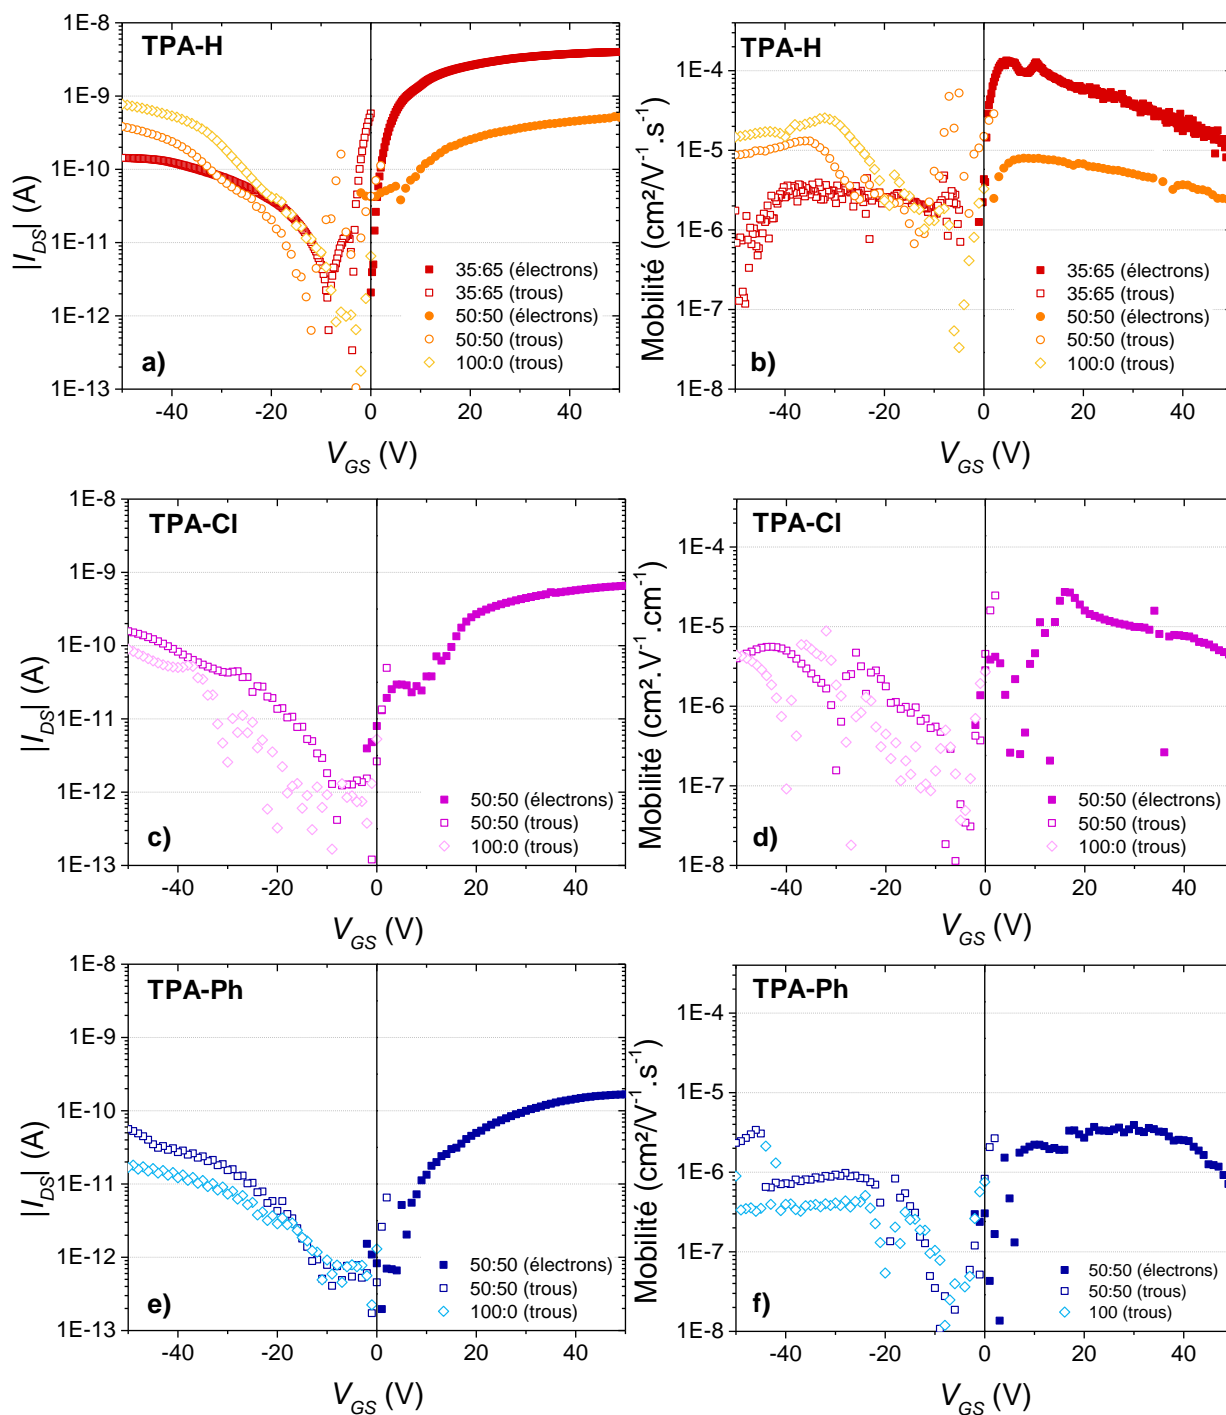 TPA-H
|I_DS| (A)
1E-8
1E-9
1E-10
1E-11
1E-12
1E-13
35:65 (électrons)
35:65 (trous)
50:50 (électrons)
50:50 (trous)
100:0 (trous)
a)
-40 -20 0 20 40
V_GS (V)
TPA-H
Mobilité (cm²/V⁻¹.s⁻¹)
1E-4
1E-5
1E-6
1E-7
1E-8
35:65 (électrons)
35:65 (trous)
50:50 (électrons)
50:50 (trous)
100:0 (trous)
b)
-40 -20 0 20 40
V_GS (V)
TPA-Cl
|I_DS| (A)
1E-8
1E-9
1E-10
1E-11
1E-12
1E-13
50:50 (électrons)
50:50 (trous)
100:0 (trous)
c)
-40 -20 0 20 40
V_GS (V)
TPA-Cl
Mobilité (cm².V⁻¹.cm⁻¹)
1E-4
1E-5
1E-6
1E-7
1E-8
50:50 (électrons)
50:50 (trous)
100:0 (trous)
d)
-40 -20 0 20 40
V_GS (V)
TPA-Ph
|I_DS| (A)
1E-8
1E-9
1E-10
1E-11
1E-12
1E-13
50:50 (électrons)
50:50 (trous)
100:0 (trous)
e)
-40 -20 0 20 40
V_GS (V)
TPA-Ph
Mobilité (cm²/V⁻¹.s⁻¹)
1E-4
1E-5
1E-6
1E-7
1E-8
50:50 (électrons)
50:50 (trous)
100 (trous)
f)
-40 -20 0 20 40
V_GS (V)